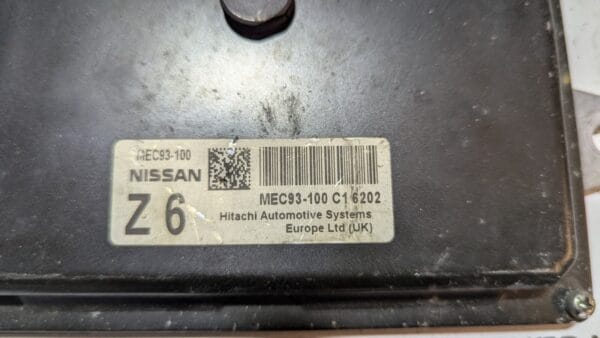 MEC93-100
NISSAN
Z 6
MEC93-100 C1 6202
Hitachi Automotive Systems
Europe Ltd (UK)